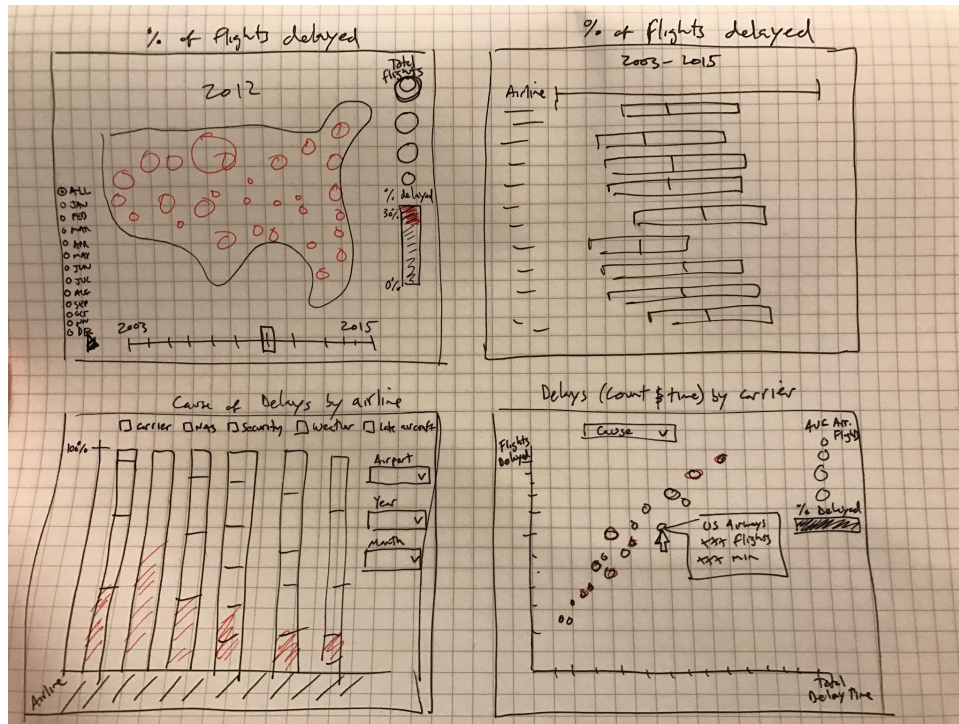 % of flights delayed
2012
Total
flights
% delayed
30%
0%
ALL
JAN
FEB
MAR
APR
MAY
JUN
JUL
AUG
SEP
OCT
DEC
2003
2015
% of flights delayed
2003 - 2015
Airline
Cause of Delays by airline
carrier
NAS
Security
Weather
late aircraft
100%
Airport
Year
Month
Airline
Delays (count & time) by carrier
Cause
Flights
Delayed
AVG Arr.
Flights
% Delayed
US Airways
xxx flights
xxx min
Total
Delay Time